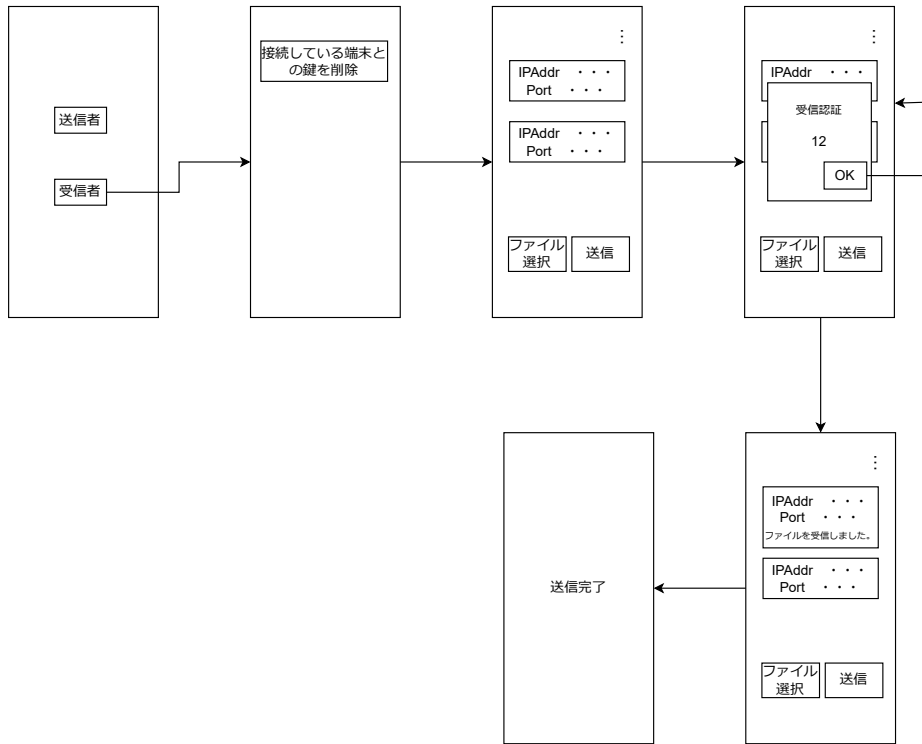 送信者
受信者
接続している端末と
の鍵を削除
⋮
IPAddr ・・・
Port ・・・
IPAddr ・・・
Port ・・・
ファイル
選択
送信
⋮
IPAddr ・・・
受信認証
12
OK
ファイル
選択
送信
⋮
IPAddr ・・・
Port ・・・
ファイルを受信しました。
IPAddr ・・・
Port ・・・
ファイル
選択
送信
送信完了